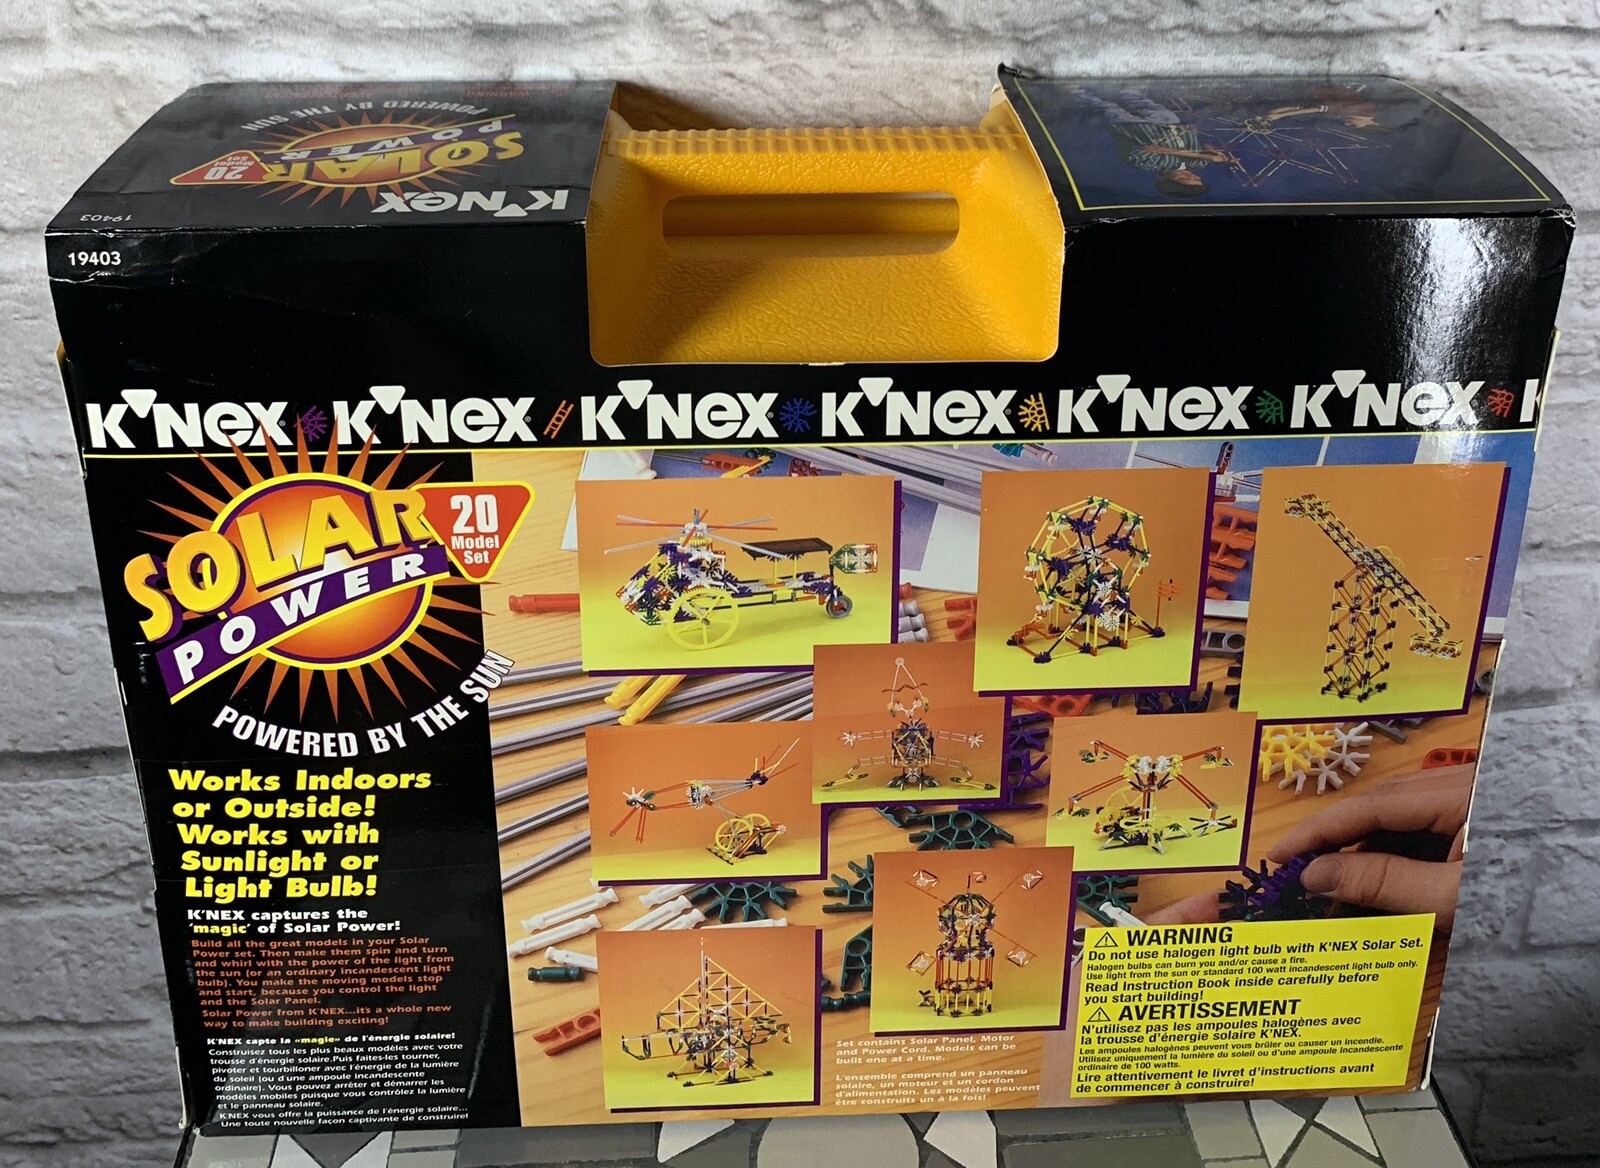 POWERED BY THE SUN
SOLAR
POWER
20
Model
Set
K'NEX
19403
19403
K'NEX K'NEX K'NEX K'NEX K'NEX K'NEX K
SOLAR
POWER
20
Model
Set
POWERED BY THE SUN
Works Indoors
or Outside!
Works with
Sunlight or
Light Bulb!
K'NEX captures the
'magic' of Solar Power!
Build all the great models in your Solar
Power set. Then make them spin and turn
and whirl with the power of the light from
the sun (or an ordinary incandescent light
bulb). You make the moving models stop
and start, because you control the light
and the Solar Panel.
Solar Power from K'NEX...it's a whole new
way to make building exciting!
K'NEX capte la «magie» de l'énergie solaire!
Construisez tous les plus beaux modèles avec votre
trousse d'énergie solaire.Puis faites-les tourner,
pivoter et tourbilloner avec l'énergie de la lumière
du soleil (ou d'une ampoule incandescente
ordinaire). Vous pouvez arrêter et démarrer les
modèles mobiles puisque vous contrôlez la lumière
et le panneau solaire.
K'NEX vous offre la puissance de l'énergie solaire...
Une toute nouvelle façon captivante de construire!
Set contains Solar Panel, Motor
and Power Cord. Models can be
built one at a time.
L'ensemble comprend un panneau
solaire, un moteur et un cordon
d'alimentation. Les modèles peuvent
être construits un à la fois!
WARNING
Do not use halogen light bulb with K'NEX Solar Set.
Halogen bulbs can burn you and/or cause a fire.
Use light from the sun or standard 100 watt incandescent light bulb only.
Read Instruction Book inside carefully before
you start building!
AVERTISSEMENT
N'utilisez pas les ampoules halogènes avec
la trousse d'énergie solaire K'NEX.
Les ampoules halogènes peuvent vous brûler ou causer un incendie.
Utilisez uniquement la lumière du soleil ou d'une ampoule incandescente
ordinaire de 100 watts.
Lire attentivement le livret d'instructions avant
de commencer à construire!